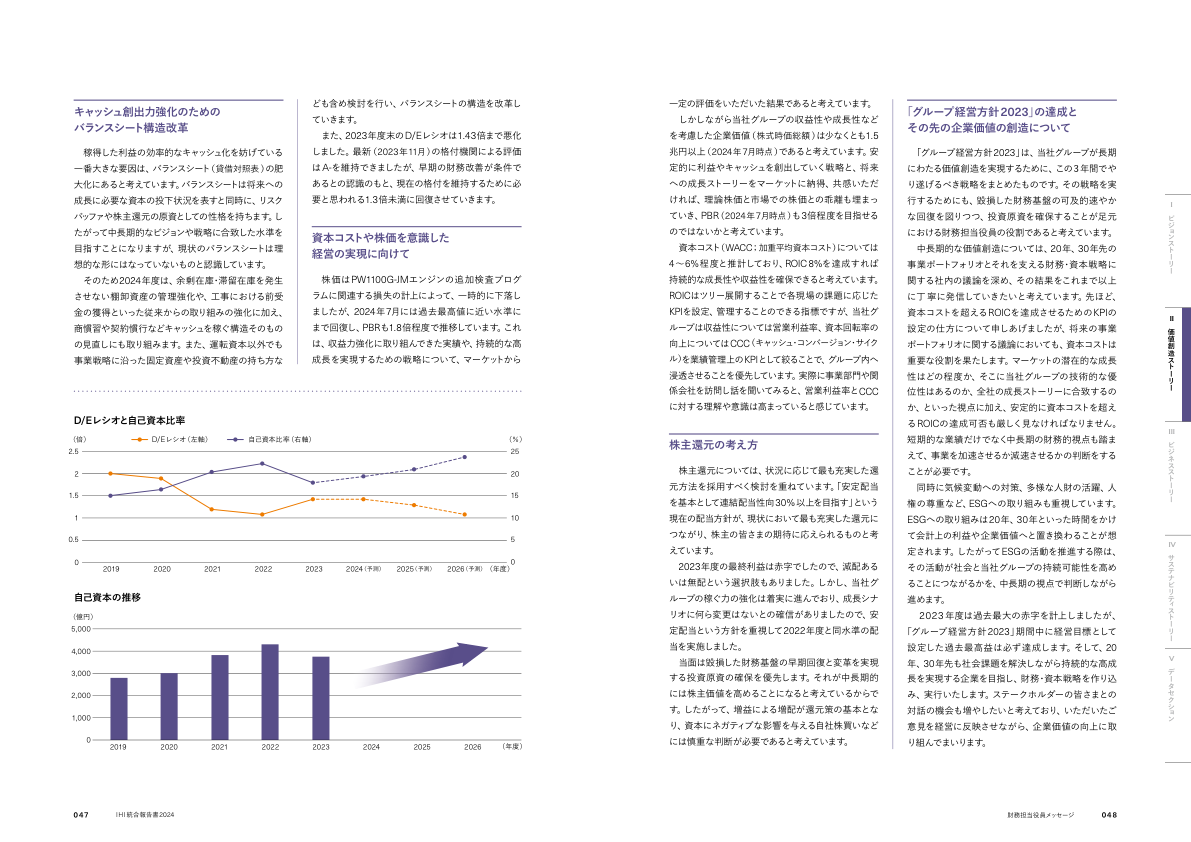 キャッシュ創出力強化のための
バランスシート構造改革
稼得した利益の効率的なキャッシュ化を妨げている
一番大きな要因は、バランスシート（貸借対照表）の肥
大化にあると考えています。バランスシートは将来への
成長に必要な資本の投下状況を表すと同時に、リスク
バッファや株主還元の原資としての性格を持ちます。し
たがって中長期的なビジョンや戦略に合致した水準を
目指すことになりますが、現状のバランスシートは理
想的な形にはなっていないものと認識しています。
そのため2024年度は、余剰在庫・滞留在庫を発生
させない棚卸資産の管理強化や、工事における前受
金の獲得といった従来からの取り組みの強化に加え、
商慣習や契約慣行などキャッシュを稼ぐ構造そのもの
の見直しにも取り組みます。また、運転資本以外でも
事業戦略に沿った固定資産や投資不動産の持ち方な
ども含め検討を行い、バランスシートの構造を改革し
ていきます。
また、2023年度末のD/Eレシオは1.43倍まで悪化
しました。最新（2023年11月）の格付機関による評価
はA-を維持できましたが、早期の財務改善が条件で
あるとの認識のもと、現在の格付を維持するために必
要と思われる1.3倍未満に回復させていきます。
資本コストや株価を意識した
経営の実現に向けて
株価はPW1100G-JMエンジンの追加検査プログ
ラムに関連する損失の計上によって、一時的に下落し
ましたが、2024年7月には過去最高値に近い水準に
まで回復し、PBRも1.8倍程度で推移しています。これ
は、収益力強化に取り組んできた実績や、持続的な高
成長を実現するための戦略について、マーケットから
D/Eレシオと自己資本比率
（倍）
D/Eレシオ（左軸）
自己資本比率（右軸）
（%）
2.5
25
2
20
1.5
15
1
10
0.5
5
0
0
2019
2020
2021
2022
2023
2024（予測）
2025（予測）
2026（予測）
（年度）
自己資本の推移
（億円）
5,000
4,000
3,000
2,000
1,000
0
2019
2020
2021
2022
2023
2024
2025
2026
（年度）
047
IHI統合報告書2024
一定の評価をいただいた結果であると考えています。
しかしながら当社グループの収益性や成長性など
を考慮した企業価値（株式時価総額）は少なくとも1.5
兆円以上（2024年7月時点）であると考えています。安
定的に利益やキャッシュを創出していく戦略と、将来
への成長ストーリーをマーケットに納得、共感いただ
ければ、理論株価と市場での株価との乖離も埋まっ
ていき、PBR（2024年7月時点）も3倍程度を目指せる
のではないかと考えています。
資本コスト（WACC：加重平均資本コスト）については
4～6%程度と推計しており、ROIC 8%を達成すれば
持続的な成長性や収益性を確保できると考えています。
ROICはツリー展開することで各現場の課題に応じた
KPIを設定、管理することのできる指標ですが、当社グ
ループは収益性については営業利益率、資本回転率の
向上についてはCCC（キャッシュ・コンバージョン・サイク
ル）を業績管理上のKPIとして絞ることで、グループ内へ
浸透させることを優先しています。実際に事業部門や関
係会社を訪問し話を聞いてみると、営業利益率とCCC
に対する理解や意識は高まっていると感じています。
株主還元の考え方
株主還元については、状況に応じて最も充実した還
元方法を採用すべく検討を重ねています。「安定配当
を基本として連結配当性向30%以上を目指す」という
現在の配当方針が、現状において最も充実した還元に
つながり、株主の皆さまの期待に応えられるものと考
えています。
2023年度の最終利益は赤字でしたので、減配ある
いは無配という選択肢もありました。しかし、当社グ
ループの稼ぐ力の強化は着実に進んでおり、成長シナ
リオに何ら変更はないとの確信がありましたので、安
定配当という方針を重視して2022年度と同水準の配
当を実施しました。
当面は毀損した財務基盤の早期回復と変革を実現
する投資原資の確保を優先します。それが中長期的
には株主価値を高めることになると考えているからで
す。したがって、増益による増配が還元策の基本とな
り、資本にネガティブな影響を与える自社株買いなど
には慎重な判断が必要であると考えています。
「グループ経営方針2023」の達成と
その先の企業価値の創造について
「グループ経営方針2023」は、当社グループが長期
にわたる価値創造を実現するために、この3年間でや
り遂げるべき戦略をまとめたものです。その戦略を実
行するためにも、毀損した財務基盤の可及的速やか
な回復を図りつつ、投資原資を確保することが足元
における財務担当役員の役割であると考えています。
中長期的な価値創造については、20年、30年先の
事業ポートフォリオとそれを支える財務・資本戦略に
関する社内の議論を深め、その結果をこれまで以上
に丁寧に発信していきたいと考えています。先ほど、
資本コストを超えるROICを達成させるためのKPIの
設定の仕方について申しあげましたが、将来の事業
ポートフォリオに関する議論においても、資本コストは
重要な役割を果たします。マーケットの潜在的な成長
性はどの程度か、そこに当社グループの技術的な優
位性はあるのか、全社の成長ストーリーに合致するの
か、といった視点に加え、安定的に資本コストを超え
るROICの達成可否も厳しく見なければなりません。
短期的な業績だけでなく中長期の財務的視点も踏ま
えて、事業を加速させるか減速させるかの判断をする
ことが必要です。
同時に気候変動への対策、多様な人財の活躍、人
権の尊重など、ESGへの取り組みも重視しています。
ESGへの取り組みは20年、30年といった時間をかけ
て会計上の利益や企業価値へと置き換わることが想
定されます。したがってESGの活動を推進する際は、
その活動が社会と当社グループの持続可能性を高め
ることにつながるかを、中長期の視点で判断しながら
進めます。
2023年度は過去最大の赤字を計上しましたが、
「グループ経営方針2023」期間中に経営目標として
設定した過去最高益は必ず達成します。そして、20
年、30年先も社会課題を解決しながら持続的な高成
長を実現する企業を目指し、財務・資本戦略を作り込
み、実行いたします。ステークホルダーの皆さまとの
対話の機会も増やしたいと考えており、いただいたご
意見を経営に反映させながら、企業価値の向上に取
り組んでまいります。
Ⅰ ビジョンストーリー
Ⅱ 価値創造ストーリー
Ⅲ ビジネスストーリー
Ⅳ サステナビリティストーリー
Ⅴ データセクション
財務担当役員メッセージ
048